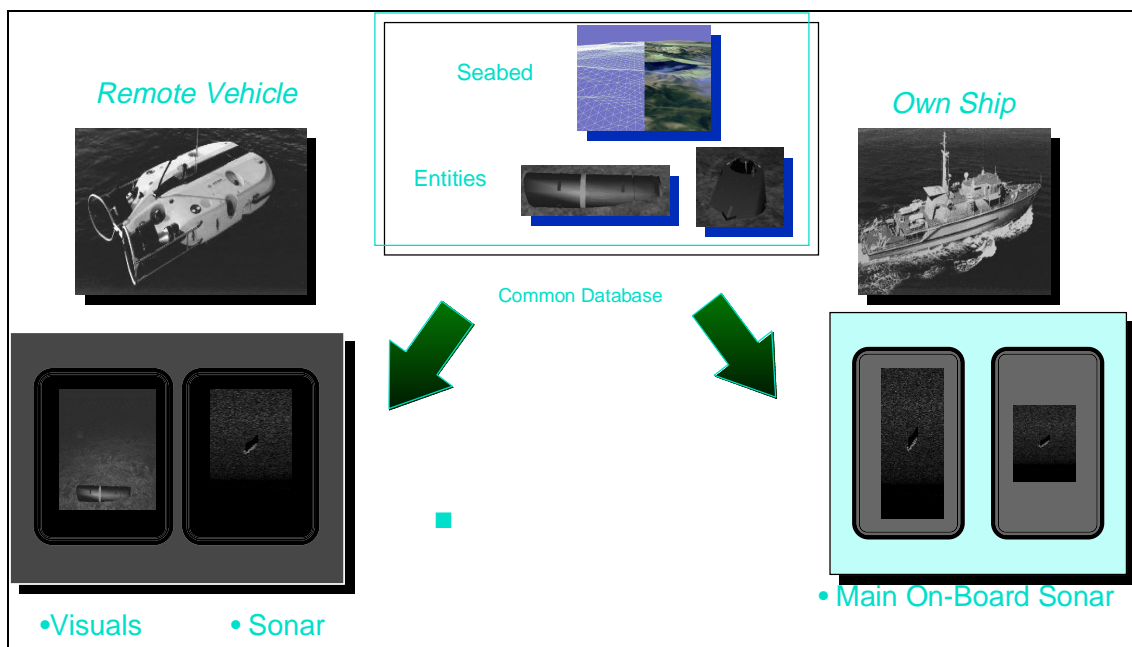 Seabed
Remote Vehicle
Own Ship
Entities
Common Database
• Main On-Board Sonar
•Visuals
• Sonar